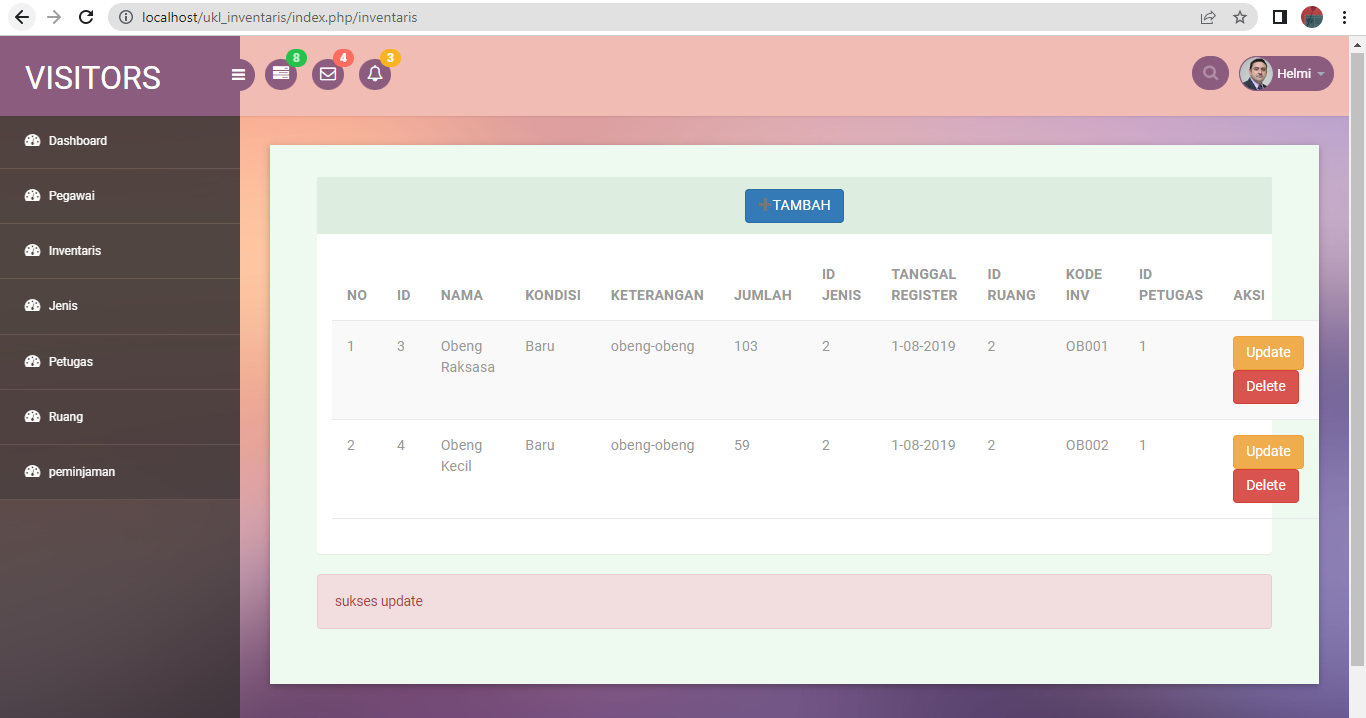 localhost/ukl_inventaris/index.php/inventaris
VISITORS
8
4
3
Helmi
Dashboard
Pegawai
Inventaris
Jenis
Petugas
Ruang
peminjaman
TAMBAH
NO ID NAMA KONDISI KETERANGAN JUMLAH ID JENIS TANGGAL REGISTER ID RUANG KODE INV ID PETUGAS AKSI
1 3 Obeng Raksasa Baru obeng-obeng 103 2 1-08-2019 2 OB001 1 Update
Delete
2 4 Obeng Kecil Baru obeng-obeng 59 2 1-08-2019 2 OB002 1 Update
Delete
sukses update